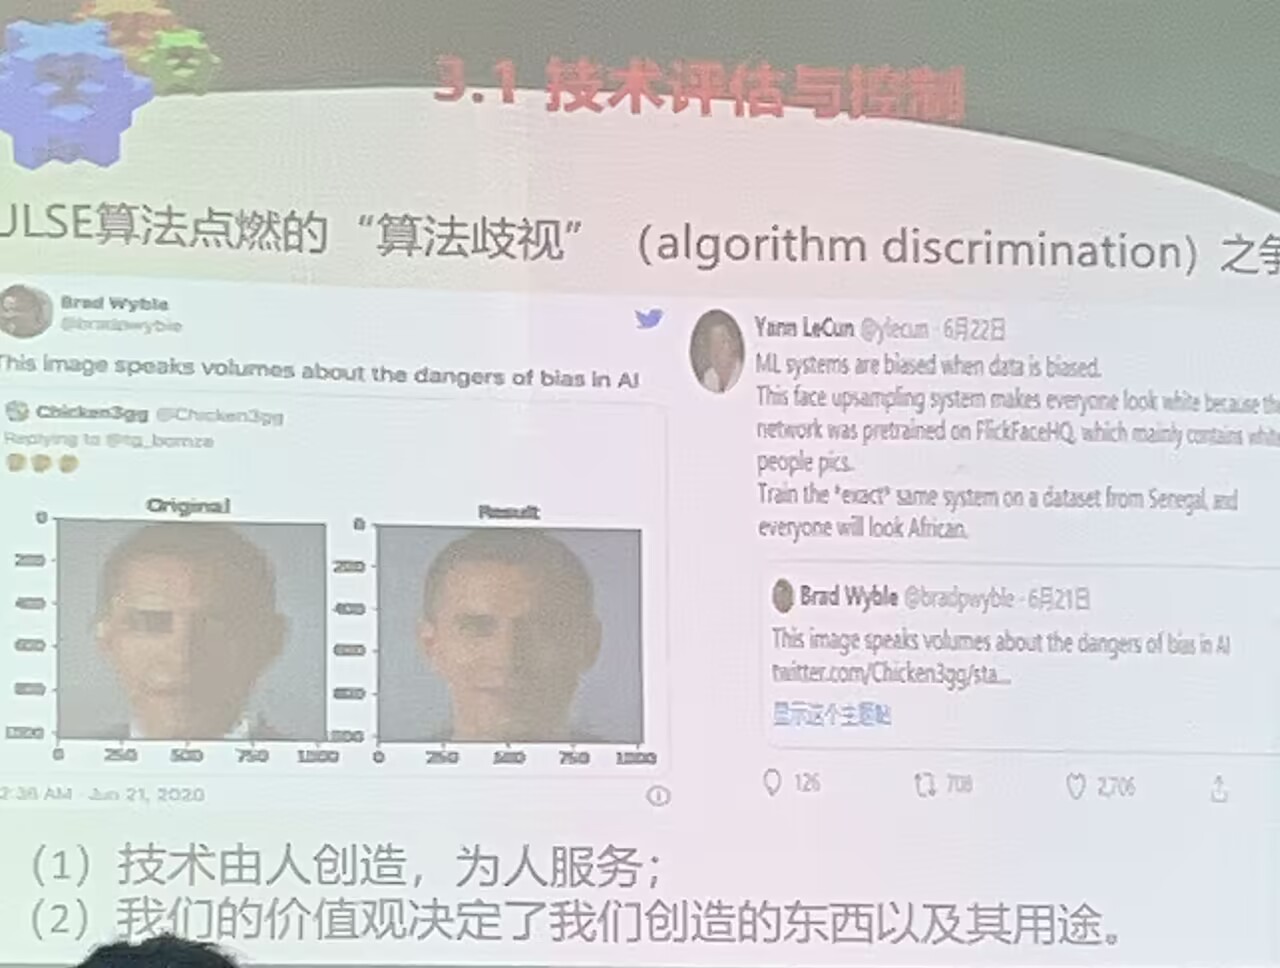 3.1 技术评估与控制
ULSE算法点燃的“算法歧视”（algorithm discrimination）之争
Brad Wyble
@bradpwyble
This image speaks volumes about the dangers of bias in AI
Chicken3gg @Chicken3gg
Replying to @tg_bomze
Original
Result
0
200
400
600
800
1000
0 250 500 750 1000
0
200
400
600
800
1000
0 250 500 750 1000
2:36 AM · Jun 21, 2020
Yann LeCun @ylecun · 6月22日
ML systems are biased when data is biased.
This face upsampling system makes everyone look white because the
network was pretrained on FlickFaceHQ, which mainly contains white
people pics.
Train the *exact* same system on a dataset from Senegal, and
everyone will look African.
Brad Wyble @bradpwyble · 6月21日
This image speaks volumes about the dangers of bias in AI
twitter.com/Chicken3gg/sta...
显示这个主题帖
126 708 2,706
（1）技术由人创造，为人服务；
（2）我们的价值观决定了我们创造的东西以及其用途。